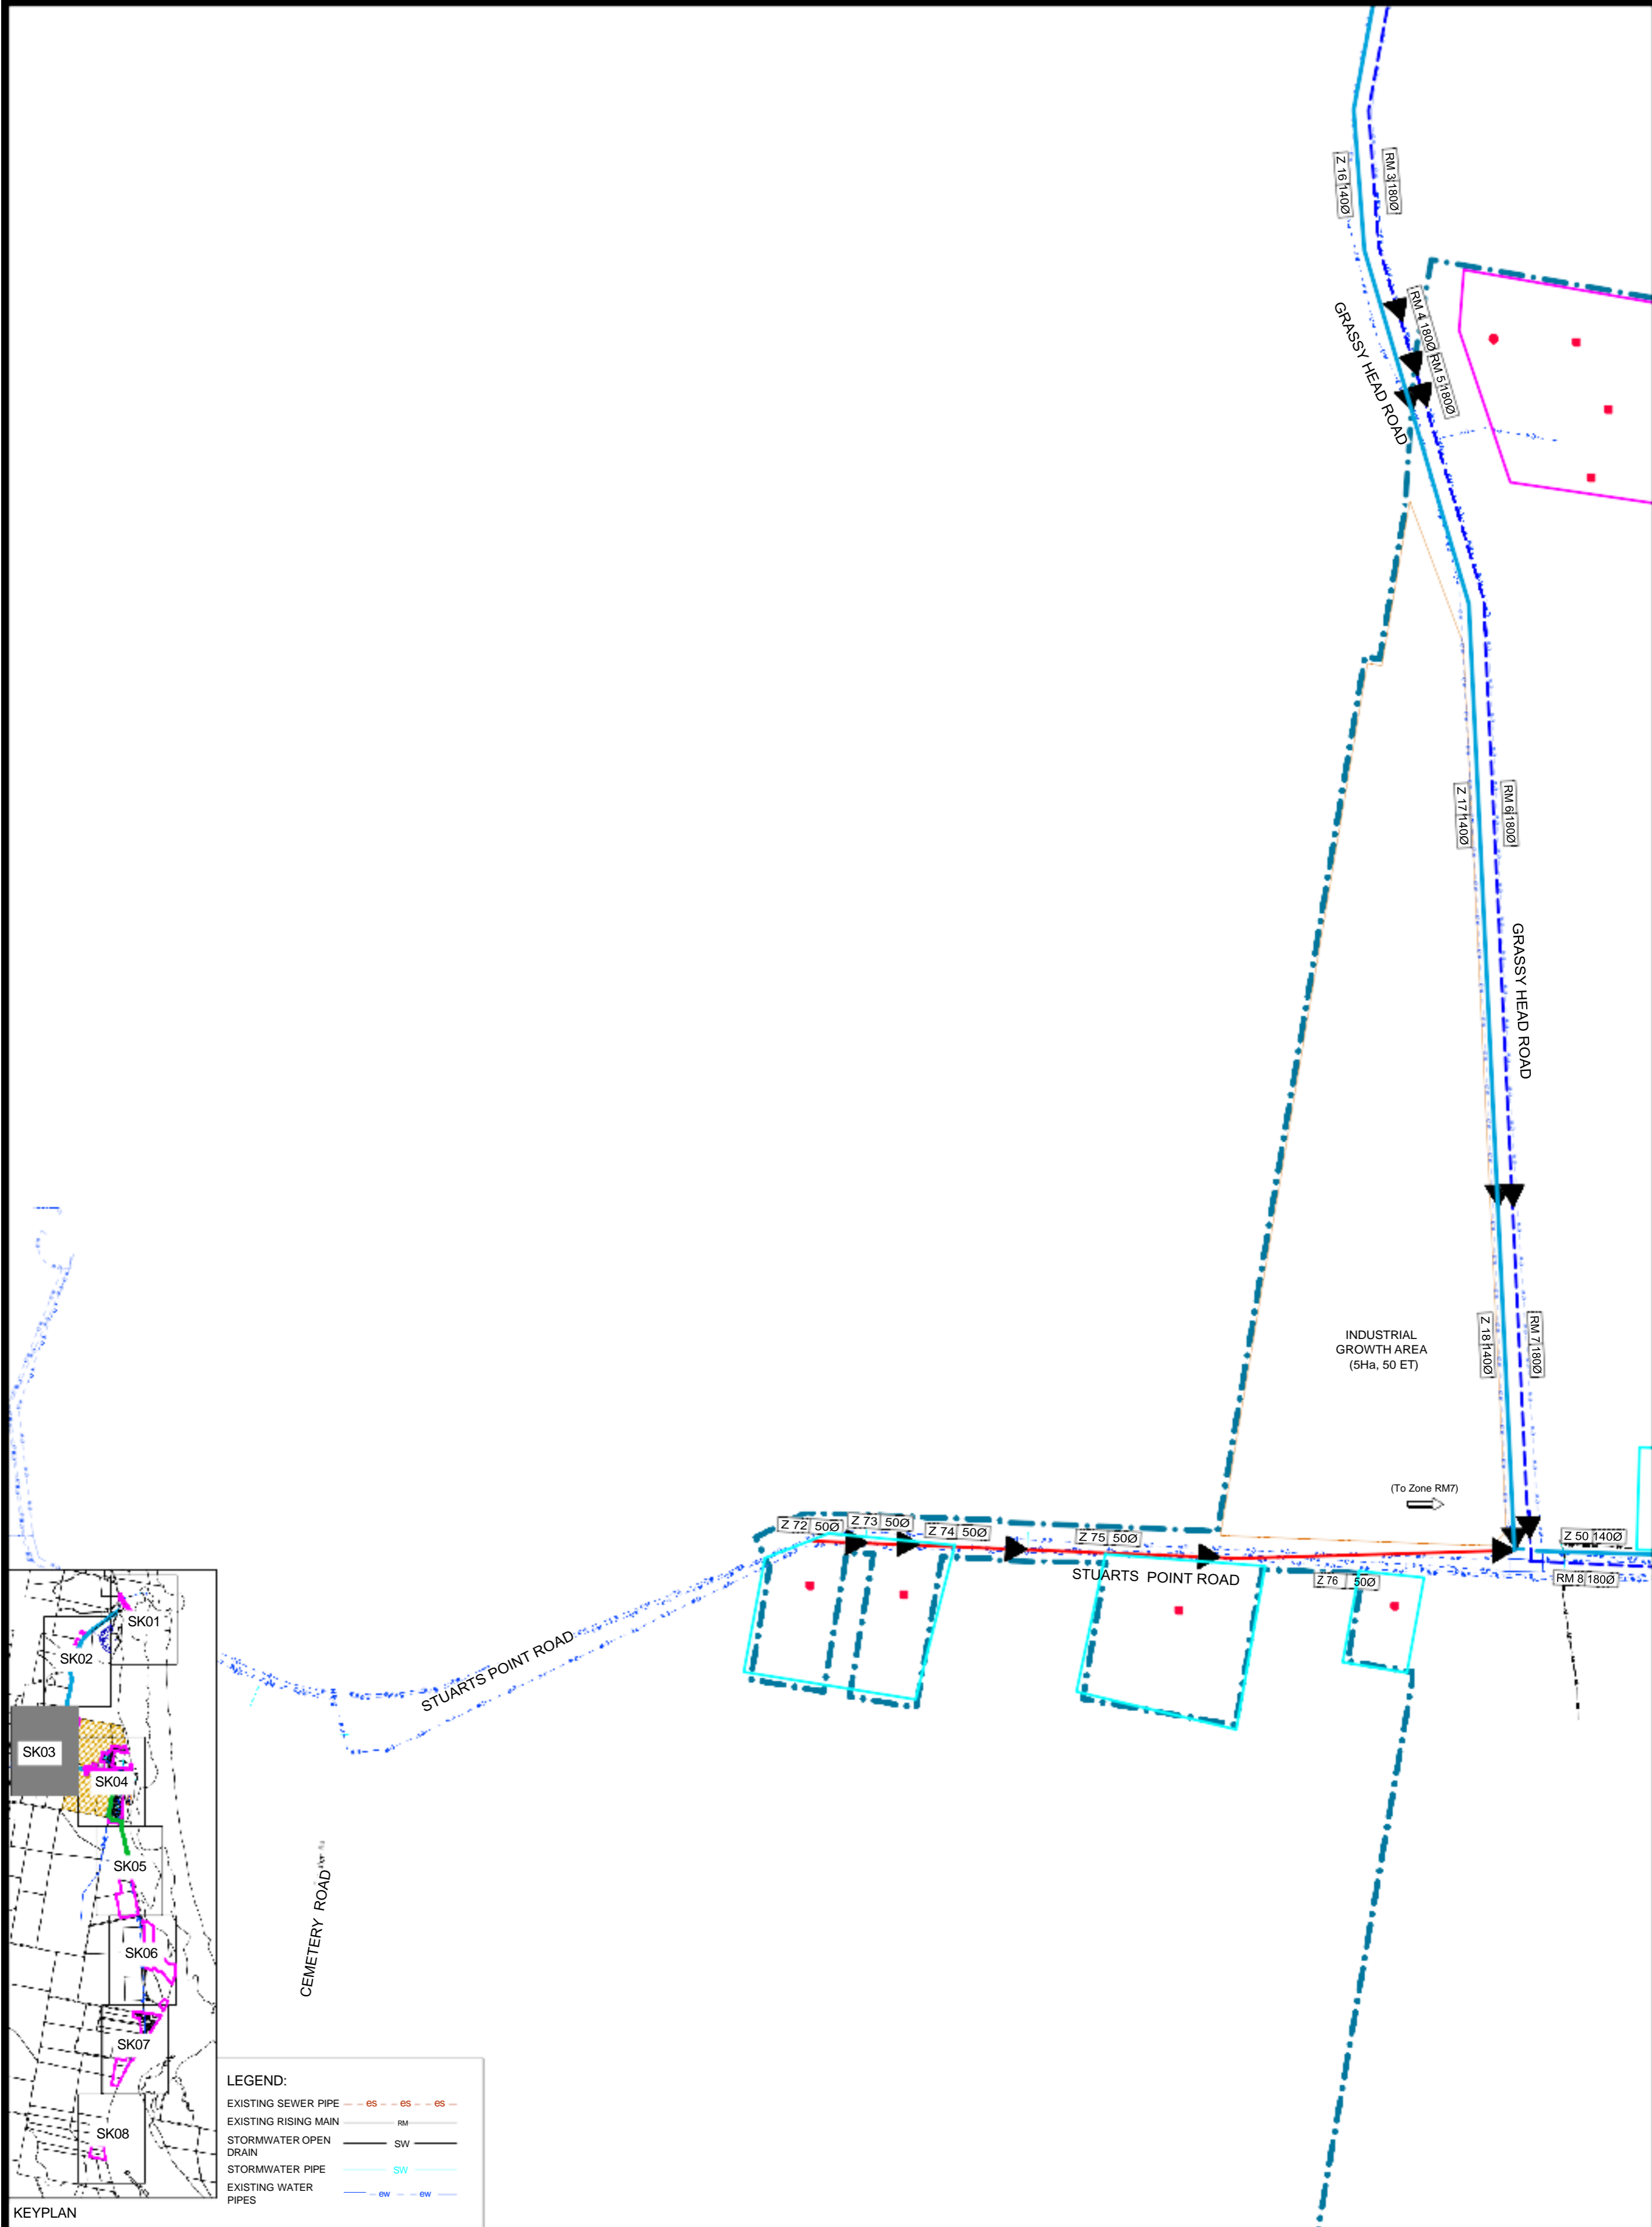 Z 16 140Ø
RM 3 180Ø
RM 4 180Ø
RM 5 180Ø
GRASSY HEAD ROAD
Z 17 140Ø
RM 6 180Ø
GRASSY HEAD ROAD
Z 18 140Ø
RM 7 180Ø
INDUSTRIAL
GROWTH AREA
(5Ha, 50 ET)
(To Zone RM7)
Z 72 50Ø
Z 73 50Ø
Z 74 50Ø
Z 75 50Ø
Z 50 140Ø
STUARTS POINT ROAD
Z 76 50Ø
RM 8 180Ø
STUARTS POINT ROAD
CEMETERY ROAD
SK01
SK02
SK03
SK04
SK05
SK06
SK07
SK08
KEYPLAN
LEGEND:
EXISTING SEWER PIPE es es es
EXISTING RISING MAIN RM
STORMWATER OPEN
DRAIN SW
STORMWATER PIPE SW
EXISTING WATER
PIPES ew ew